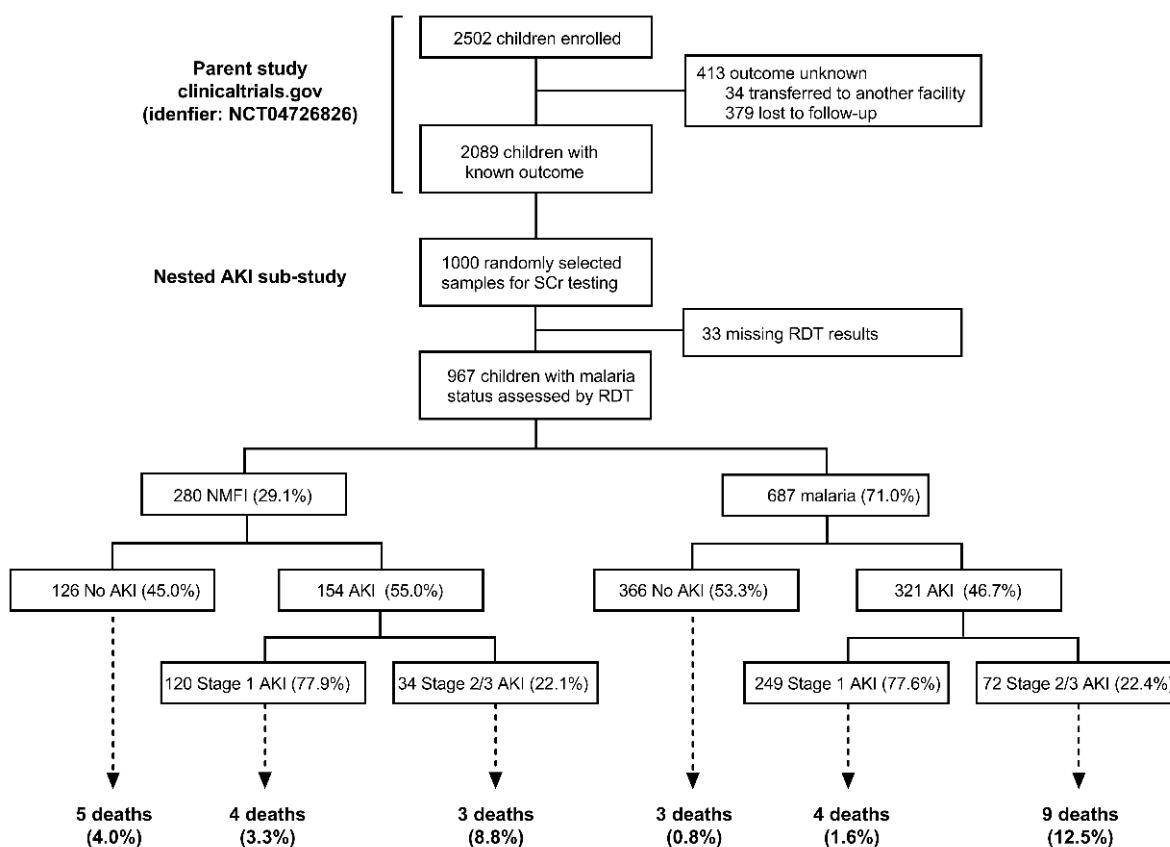 2502 children enrolled
Parent study
clinicaltrials.gov
(idenfier: NCT04726826)
413 outcome unknown
34 transferred to another facility
379 lost to follow-up
2089 children with
known outcome
Nested AKI sub-study
1000 randomly selected
samples for SCr testing
33 missing RDT results
967 children with malaria
status assessed by RDT
280 NMFI (29.1%)
687 malaria (71.0%)
126 No AKI (45.0%)
154 AKI (55.0%)
366 No AKI (53.3%)
321 AKI (46.7%)
120 Stage 1 AKI (77.9%)
34 Stage 2/3 AKI (22.1%)
249 Stage 1 AKI (77.6%)
72 Stage 2/3 AKI (22.4%)
5 deaths
(4.0%)
4 deaths
(3.3%)
3 deaths
(8.8%)
3 deaths
(0.8%)
4 deaths
(1.6%)
9 deaths
(12.5%)